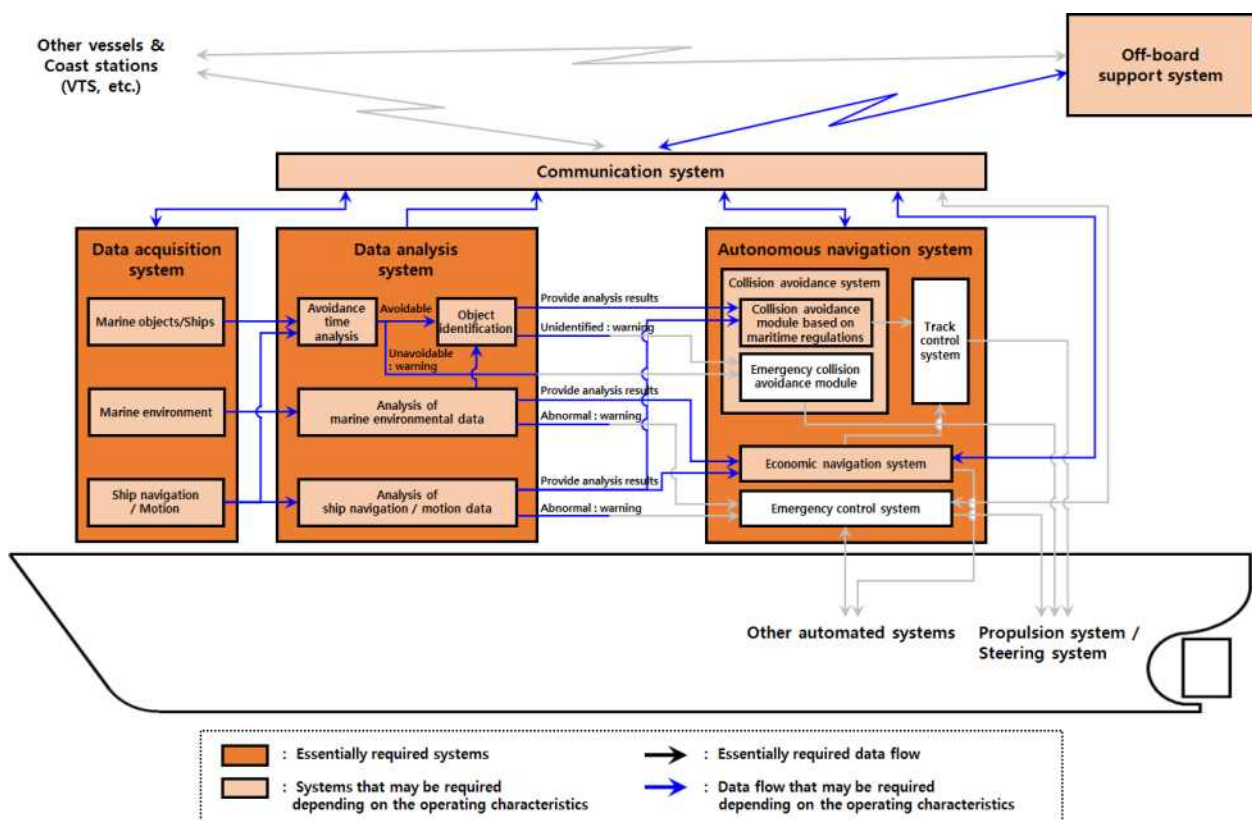 Other vessels &
Coast stations
(VTS, etc.)
Off-board
support system
Communication system
Data acquisition
system
Marine objects/Ships
Marine environment
Ship navigation
/ Motion
Data analysis
system
Avoidance
time
analysis
Avoidable
Object
identification
Unavoidable
: warning
Analysis of
marine environmental data
Analysis of
ship navigation / motion data
Provide analysis results
Unidentified : warning
Provide analysis results
Abnormal : warning
Provide analysis results
Abnormal : warning
Autonomous navigation system
Collision avoidance system
Collision avoidance
module based on
maritime regulations
Emergency collision
avoidance module
Track
control
system
Economic navigation system
Emergency control system
Other automated systems
Propulsion system /
Steering system
: Essentially required systems
: Systems that may be required
depending on the operating characteristics
: Essentially required data flow
: Data flow that may be required
depending on the operating characteristics